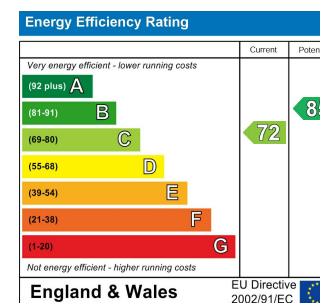 Energy Efficiency Rating
Current
Very energy efficient - lower running costs
(92 plus) A
(81-91) B
(69-80) C
72
(55-68) D
(39-54) E
(21-38) F
(1-20) G
Not energy efficient - higher running costs
England & Wales
EU Directive
2002/91/EC